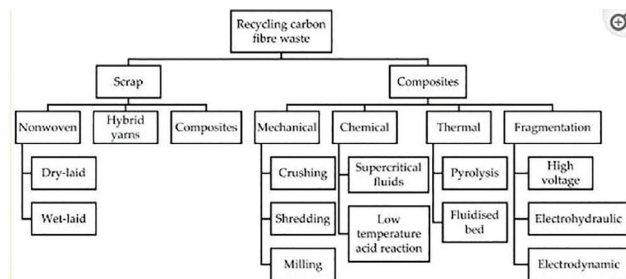 Recycling carbon
fibre waste
Scrap
Composites
Nonwoven
Hybrid
yarns
Composites
Mechanical
Chemical
Thermal
Fragmentation
Dry-laid
Wet-laid
Crushing
Shredding
Milling
Supercritical
fluids
Low
temperature
acid reaction
Pyrolysis
Fluidised
bed
High
voltage
Electrohydraulic
Electrodynamic